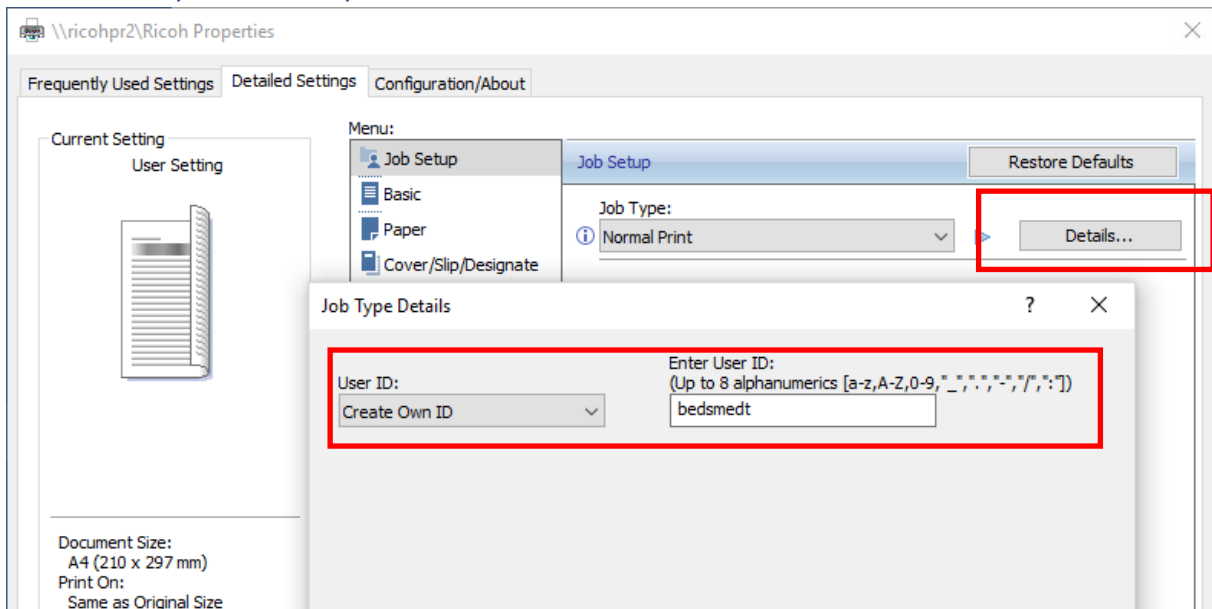 \\ricohpr2\Ricoh Properties
Frequently Used Settings Detailed Settings Configuration/About
Current Setting
User Setting
Menu:
Job Setup
Basic
Paper
Cover/Slip/Designate
Job Setup
Restore Defaults
Job Type:
Normal Print
Details...
Job Type Details
?
User ID:
Create Own ID
Enter User ID:
(Up to 8 alphanumerics [a-z,A-Z,0-9,"_",".","-","/",":"])
bedsmedt
Document Size:
A4 (210 x 297 mm)
Print On:
Same as Original Size